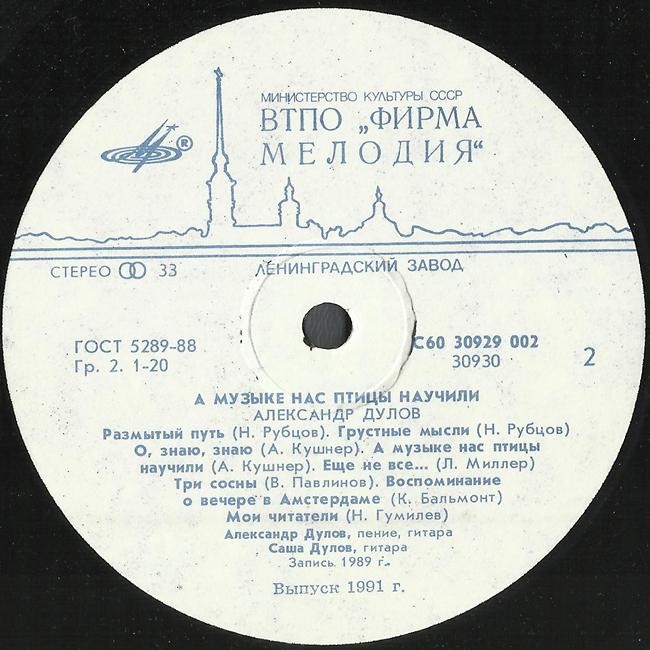 МИНИСТЕРСТВО КУЛЬТУРЫ СССР
ВТПО „ФИРМА
МЕЛОДИЯ“
®
СТЕРЕО 33
ЛЕНИНГРАДСКИЙ ЗАВОД
ГОСТ 5289-88
Гр. 2. 1-20
С60 30929 002
30930
2
А МУЗЫКЕ НАС ПТИЦЫ НАУЧИЛИ
АЛЕКСАНДР ДУЛОВ
Размытый путь (Н. Рубцов). Грустные мысли (Н. Рубцов)
О, знаю, знаю (А. Кушнер). А музыке нас птицы
научили (А. Кушнер). Еще не все... (Л. Миллер)
Три сосны (В. Павлинов). Воспоминание
о вечере в Амстердаме (К. Бальмонт)
Мои читатели (Н. Гумилев)
Александр Дулов, пение, гитара
Саша Дулов, гитара
Запись 1989 г.
Выпуск 1991 г.